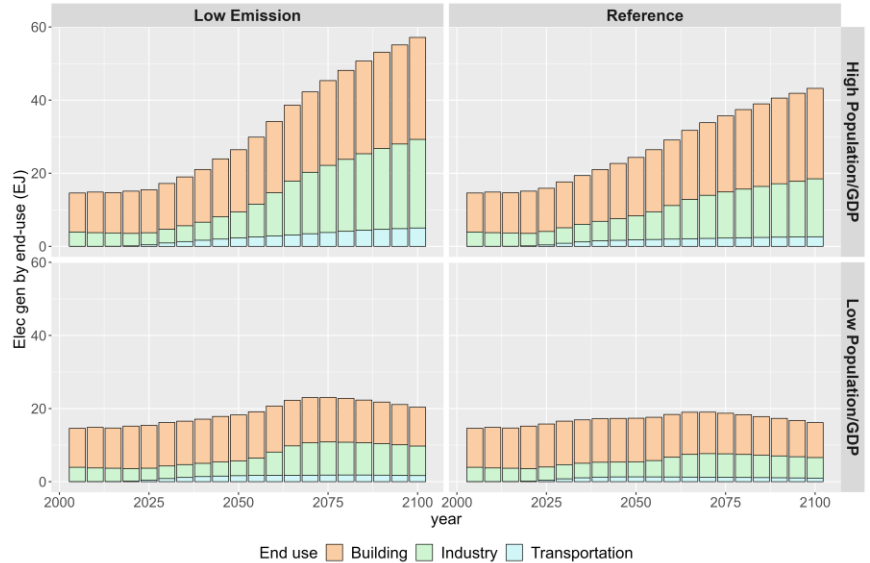 Low Emission
Reference
60
40
20
0
High Population/GDP
Elec gen by end-use (EJ)
60
40
20
0
Low Population/GDP
2000 2025 2050 2075 2100 2000 2025 2050 2075 2100
year
End use Building Industry Transportation